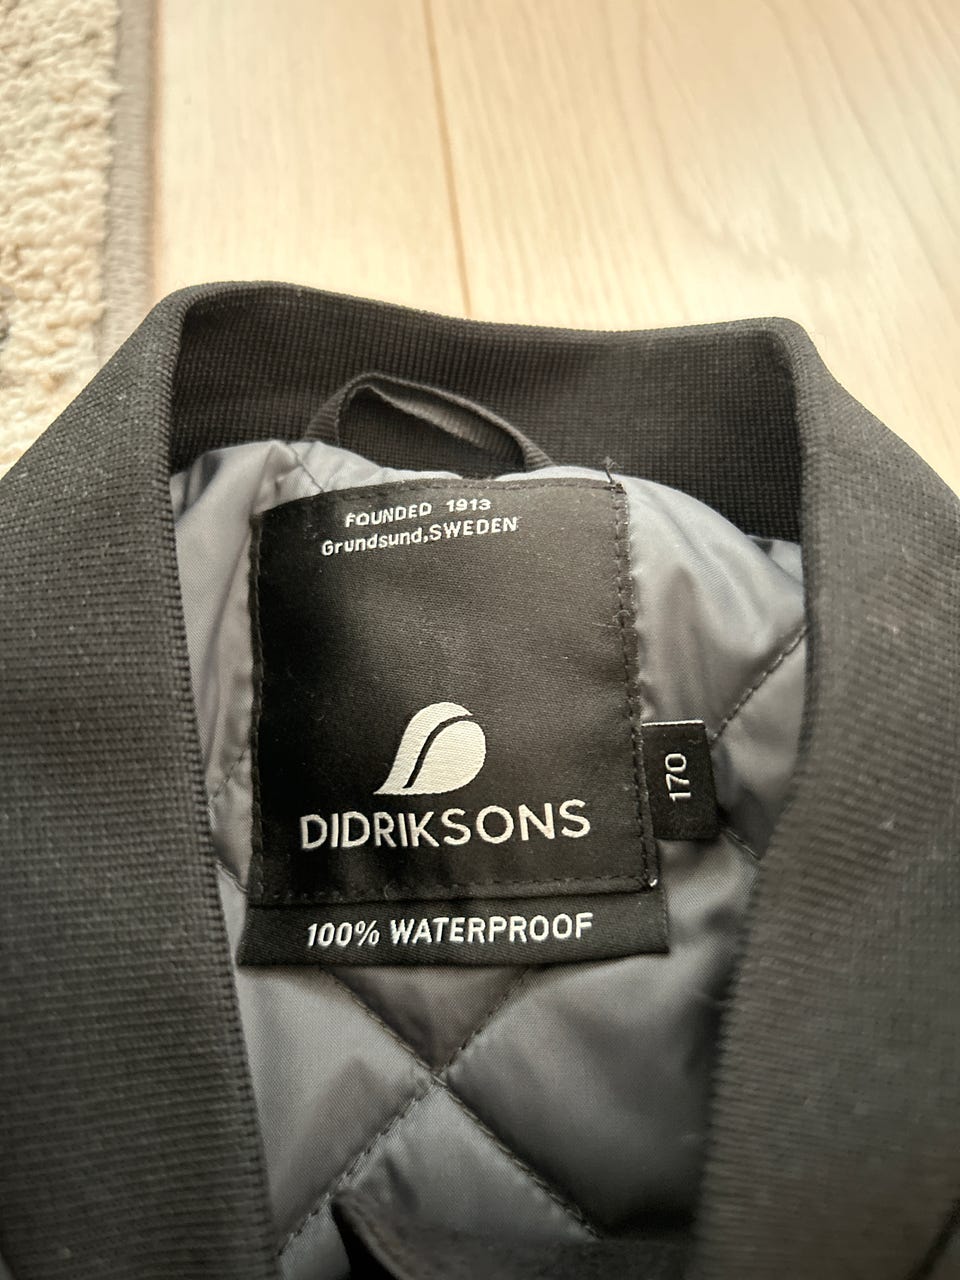 FOUNDED 1913
Grundsund,SWEDEN
DIDRIKSONS
170
100% WATERPROOF